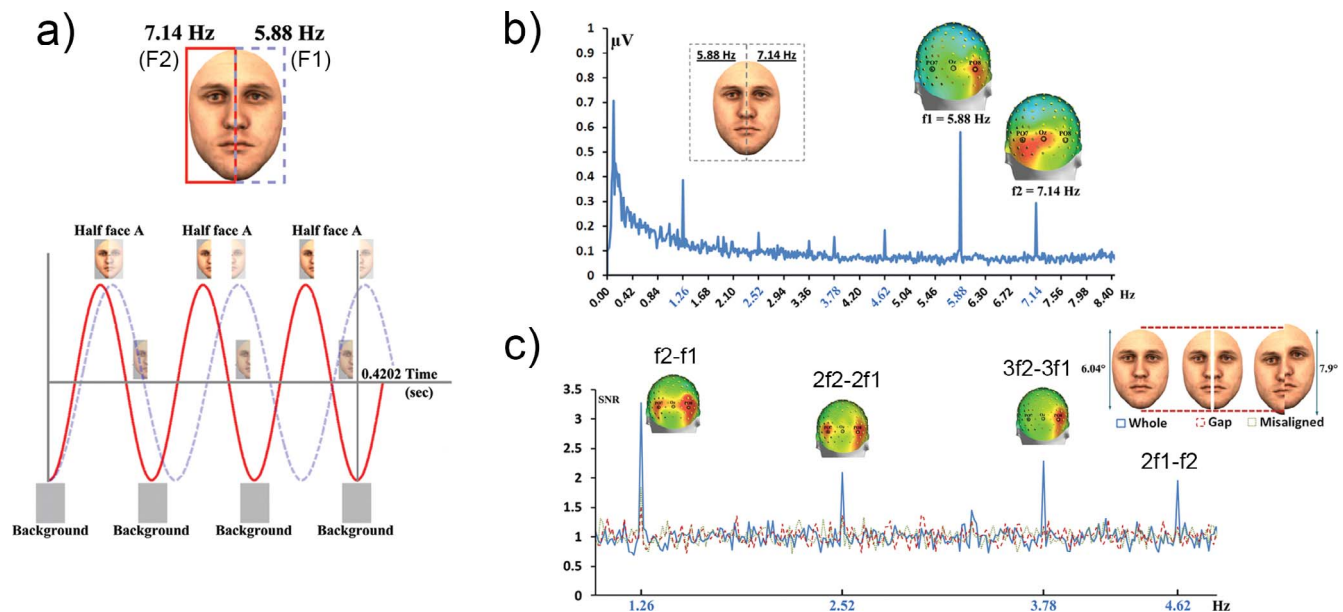 a)
7.14 Hz 5.88 Hz
(F2) (F1)
Half face A Half face A Half face A
0.4202 Time
(sec)
Background Background Background Background
b)
µV
1
0.9
0.8
0.7
0.6
0.5
0.4
0.3
0.2
0.1
0
5.88 Hz 7.14 Hz
PO7 Oz PO8
f1 = 5.88 Hz
PO7 Oz PO8
f2 = 7.14 Hz
0.00 0.42 0.84 1.26 1.68 2.10 2.52 2.94 3.36 3.78 4.20 4.62 5.04 5.46 5.88 6.30 6.72 7.14 7.56 7.98 8.40 Hz
c)
SNR
3.5
3
2.5
2
1.5
1
0.5
0
f2-f1
2f2-2f1
3f2-3f1
2f1-f2
6.04° 7.9°
Whole Gap Misaligned
1.26 2.52 3.78 4.62 Hz